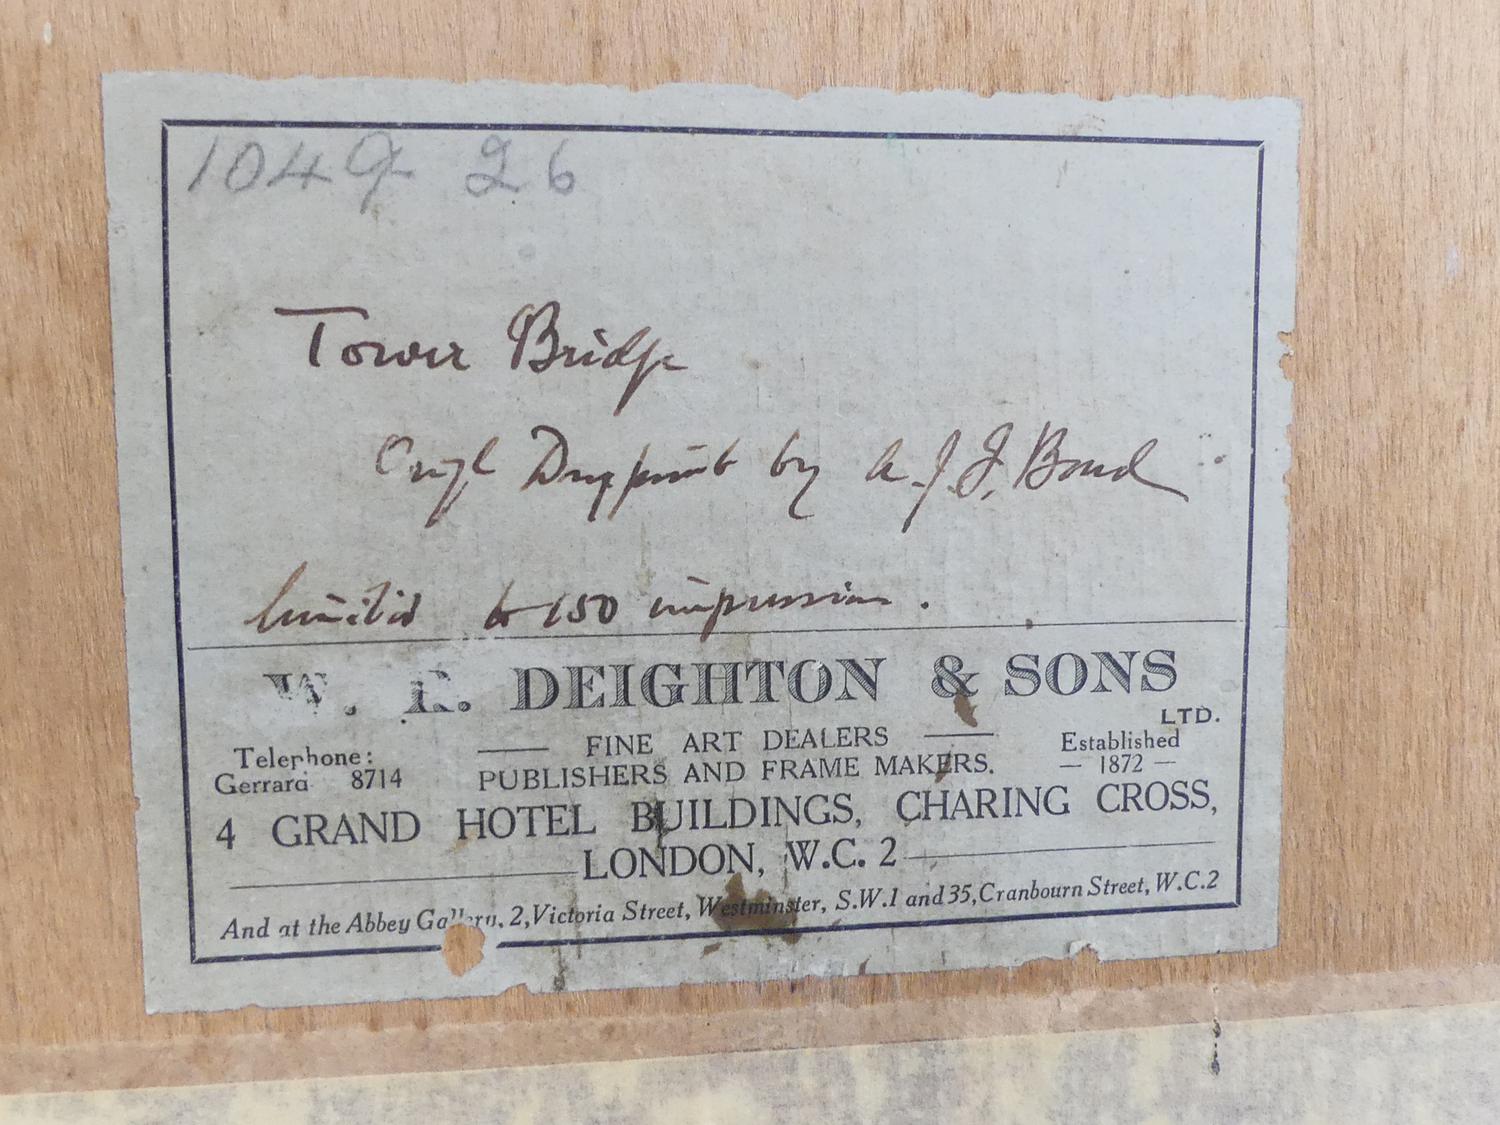 1049 26
Tower Bridge
Origl Drypoint by A.J.F. Bond
limited to 150 impressions.
W. E. DEIGHTON & SONS
LTD.
FINE ART DEALERS
PUBLISHERS AND FRAME MAKERS.
Telephone:
Gerrard 8714
Established
— 1872 —
4 GRAND HOTEL BUILDINGS, CHARING CROSS,
LONDON, W.C. 2
And at the Abbey Gallery, 2, Victoria Street, Westminster, S.W.1 and 35, Cranbourn Street, W.C.2